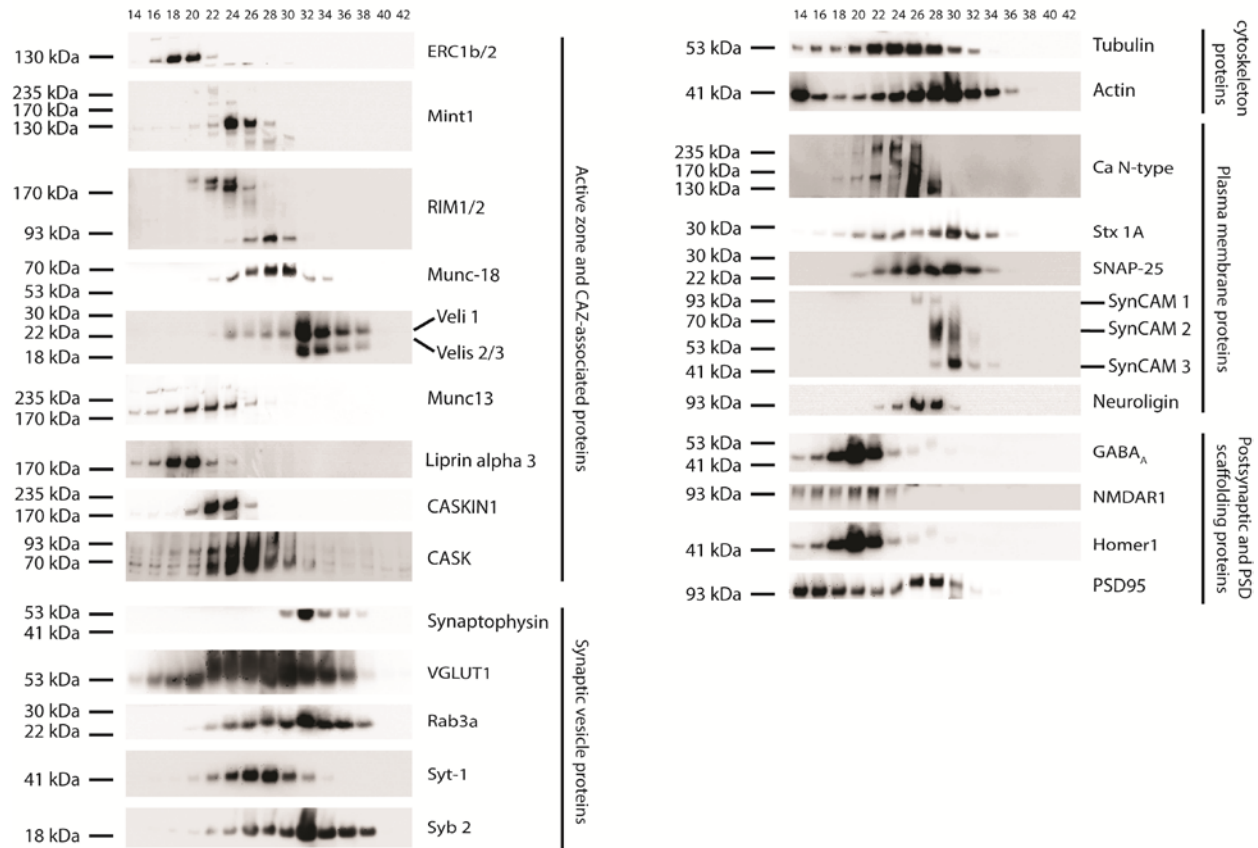 14 16 18 20 22 24 26 28 30 32 34 36 38 40 42
130 kDa
ERC1b/2
235 kDa
170 kDa
130 kDa
Mint1
170 kDa
93 kDa
RIM1/2
70 kDa
53 kDa
Munc-18
30 kDa
22 kDa
18 kDa
Veli 1
Velis 2/3
235 kDa
170 kDa
Munc13
170 kDa
Liprin alpha 3
235 kDa
170 kDa
CASKIN1
93 kDa
70 kDa
CASK
Active zone and CAZ-associated proteins
53 kDa
41 kDa
Synaptophysin
53 kDa
VGLUT1
30 kDa
22 kDa
Rab3a
41 kDa
Syt-1
18 kDa
Syb 2
Synaptic vesicle proteins
14 16 18 20 22 24 26 28 30 32 34 36 38 40 42
53 kDa
Tubulin
41 kDa
Actin
cytoskeleton
proteins
235 kDa
170 kDa
130 kDa
Ca N-type
30 kDa
Stx 1A
30 kDa
22 kDa
SNAP-25
93 kDa
70 kDa
53 kDa
41 kDa
SynCAM 1
SynCAM 2
SynCAM 3
93 kDa
Neuroligin
Plasma membrane proteins
53 kDa
41 kDa
GABAA
93 kDa
NMDAR1
41 kDa
Homer1
93 kDa
PSD95
Postsynaptic and PSD
scaffolding proteins